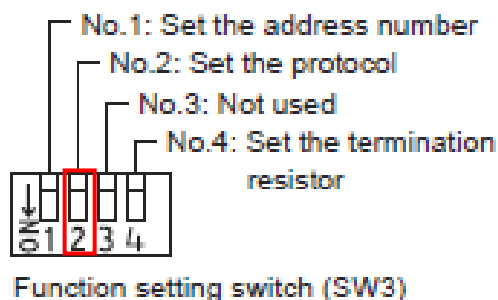 No.1: Set the address number
No.2: Set the protocol
No.3: Not used
No.4: Set the termination
resistor
ON
1 2 3 4
Function setting switch (SW3)